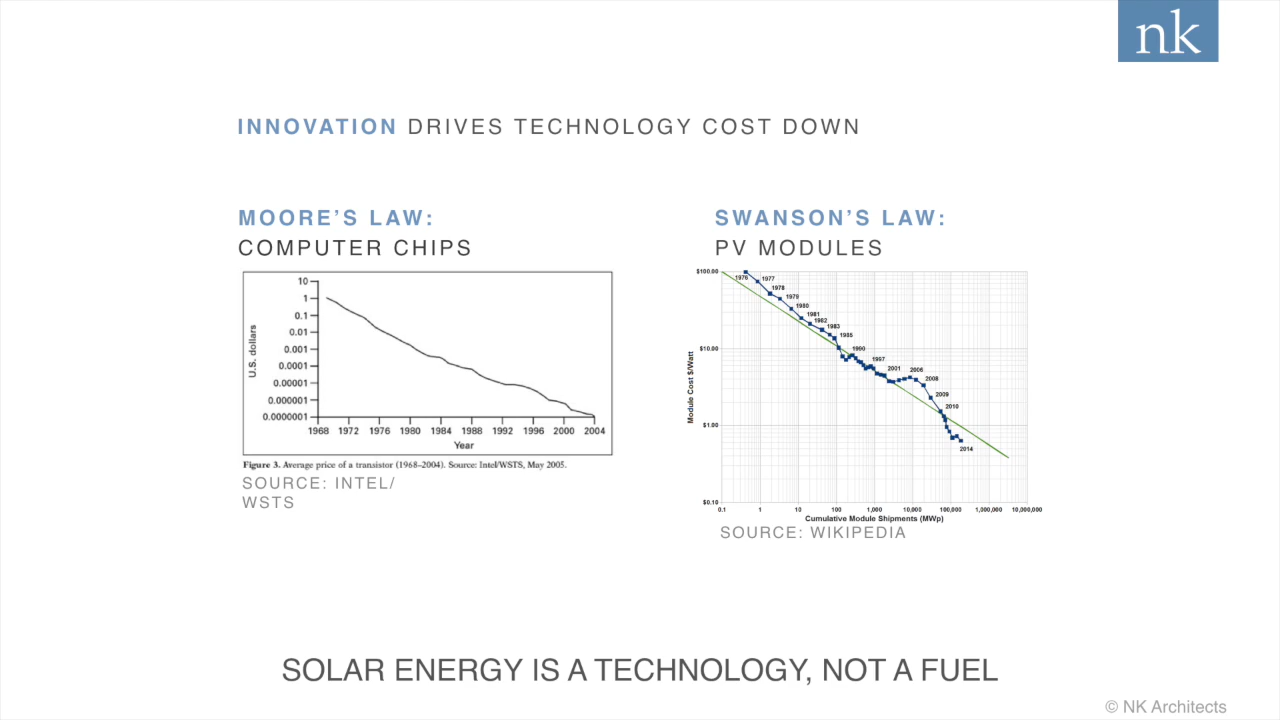 nk
INNOVATION DRIVES TECHNOLOGY COST DOWN
MOORE'S LAW:
COMPUTER CHIPS
10
1
0.1
0.01
0.001
0.0001
0.00001
0.000001
0.0000001
U.S. dollars
1968 1972 1976 1980 1984 1988 1992 1996 2000 2004
Year
Figure 3. Average price of a transistor (1968–2004). Source: Intel/WSTS, May 2005.
SOURCE: INTEL/
WSTS
SWANSON'S LAW:
PV MODULES
$100.00
$10.00
$1.00
$0.10
Module Cost $/Watt
1976
1977
1978
1979
1980
1981
1982
1983
1985
1990
1997
2001
2006
2008
2009
2010
2014
0.1 1 10 100 1,000 10,000 100,000 1,000,000 10,000,000
Cumulative Module Shipments (MWp)
SOURCE: WIKIPEDIA
SOLAR ENERGY IS A TECHNOLOGY, NOT A FUEL
© NK Architects